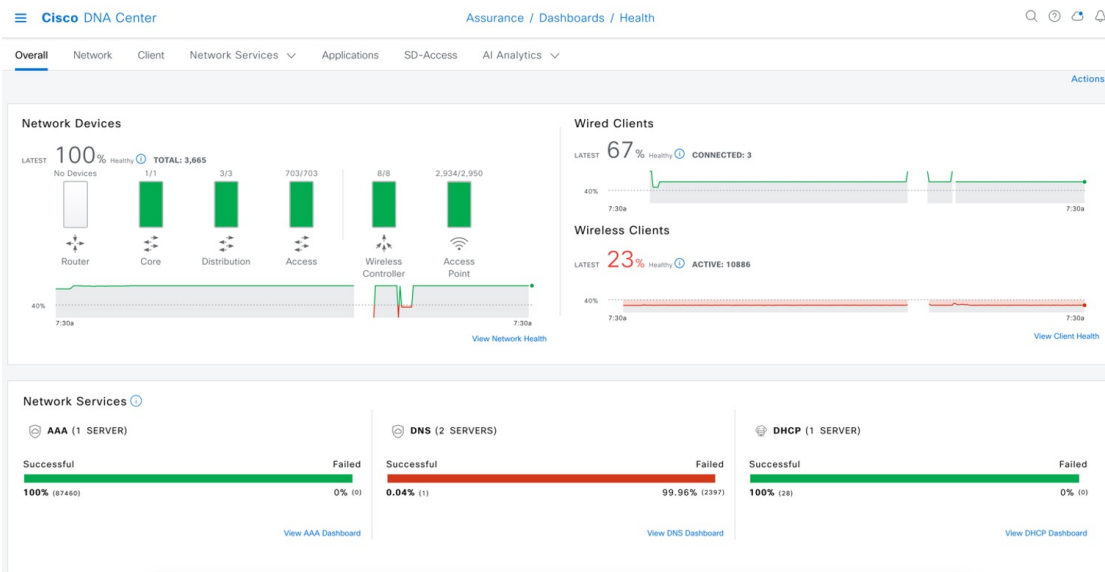 Cisco DNA Center
Assurance / Dashboards / Health
Overall Network Client Network Services Applications SD-Access AI Analytics
Actions
Network Devices
LATEST 100% Healthy TOTAL: 3,665
No Devices 1/1 3/3 703/703 8/8 2,934/2,950
Router Core Distribution Access Wireless Controller Access Point
40%
7:30a 7:30a
View Network Health
Wired Clients
LATEST 67% Healthy CONNECTED: 3
40%
7:30a 7:30a
Wireless Clients
LATEST 23% Healthy ACTIVE: 10886
40%
7:30a 7:30a
View Client Health
Network Services
AAA (1 SERVER)
Successful Failed
100% (87460) 0% (0)
View AAA Dashboard
DNS (2 SERVERS)
Successful Failed
0.04% (1) 99.96% (2397)
View DNS Dashboard
DHCP (1 SERVER)
Successful Failed
100% (28) 0% (0)
View DHCP Dashboard